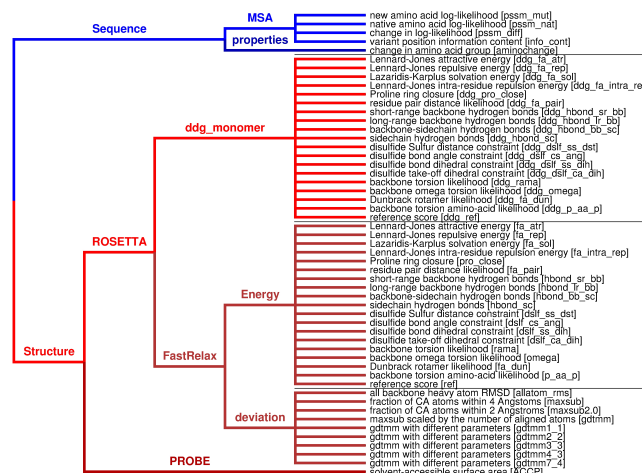 Sequence
MSA
properties
new amino acid log-likelihood [pssm_mut]
native amino acid log-likelihood [pssm_nat]
change in log-likelihood [pssm_diff]
variant position information content [info_cont]
change in amino acid group [aminochange]
ddg_monomer
Lennard-Jones attractive energy [ddg_fa_atr]
Lennard-Jones repulsive energy [ddg_fa_rep]
Lazaridis-Karplus solvation energy [ddg_fa_sol]
Lennard-Jones intra-residue repulsive energy [ddg_fa_intra_re
Proline ring closure [ddg_pro_close]
residue pair distance likelihood [ddg_fa_pair]
short-range backbone hydrogen bonds [ddg_hbond_sr_bb]
long-range backbone hydrogen bonds [ddg_hbond_lr_bb]
backbone-sidechain hydrogen bonds [ddg_hbond_bb_sc]
sidechain hydrogen bonds [ddg_hbond_sc]
disulfide Sulfur distance constraint [ddg_dslf_ss_dst]
disulfide bond angle constraint [ddg_dslf_cs_ang]
disulfide bond dihedral constraint [ddg_dslf_ss_dih]
disulfide take-off dihedral constraint [ddg_dslf_ca_dih]
backbone torsion likelihood [ddg_rama]
backbone omega torsion likelihood [ddg_omega]
Dunbrack rotamer likelihood [ddg_fa_dun]
backbone torsion amino-acid likelihood [ddg_p_aa_p]
reference score [ddg_ref]
ROSETTA
Energy
Lennard-Jones attractive energy [fa_atr]
Lennard-Jones repulsive energy [fa_rep]
Lazaridis-Karplus solvation energy [fa_sol]
Lennard-Jones intra-residue repulsive energy [fa_intra_rep]
Proline ring closure [pro_close]
residue pair distance likelihood [fa_pair]
short-range backbone hydrogen bonds [hbond_sr_bb]
long-range backbone hydrogen bonds [hbond_lr_bb]
backbone-sidechain hydrogen bonds [hbond_bb_sc]
sidechain hydrogen bonds [hbond_sc]
disulfide Sulfur distance constraint [dslf_ss_dst]
disulfide bond angle constraint [dslf_cs_ang]
disulfide bond dihedral constraint [dslf_ss_dih]
disulfide take-off dihedral constraint [dslf_ca_dih]
backbone torsion likelihood [rama]
backbone omega torsion likelihood [omega]
Dunbrack rotamer likelihood [fa_dun]
backbone torsion amino-acid likelihood [p_aa_p]
reference score [ref]
Structure
FastRelax
deviation
all backbone heavy atom RMSD [allatom_rms]
fraction of CA atoms within 4 Angstoms [maxsub]
fraction of CA atoms within 2 Angstroms [maxsub2.0]
maxsub scaled by the number of aligned atoms [gdtmm]
gdtmm with different parameters [gdtmm1_1]
gdtmm with different parameters [gdtmm2_2]
gdtmm with different parameters [gdtmm3_3]
gdtmm with different parameters [gdtmm4_3]
gdtmm with different parameters [gdtmm7_4]
PROBE
solvent-accessible surface area [ACCP]